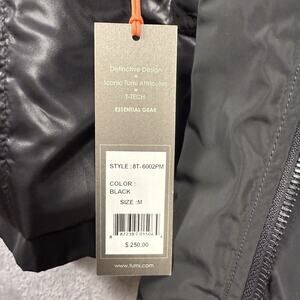 Distinctive Design
Iconic Tumi Attributes
T-TECH
ESSENTIAL GEAR
STYLE : 8T-6002PM
COLOR :
BLACK
SIZE :M
$ 250.00
www.tumi.com